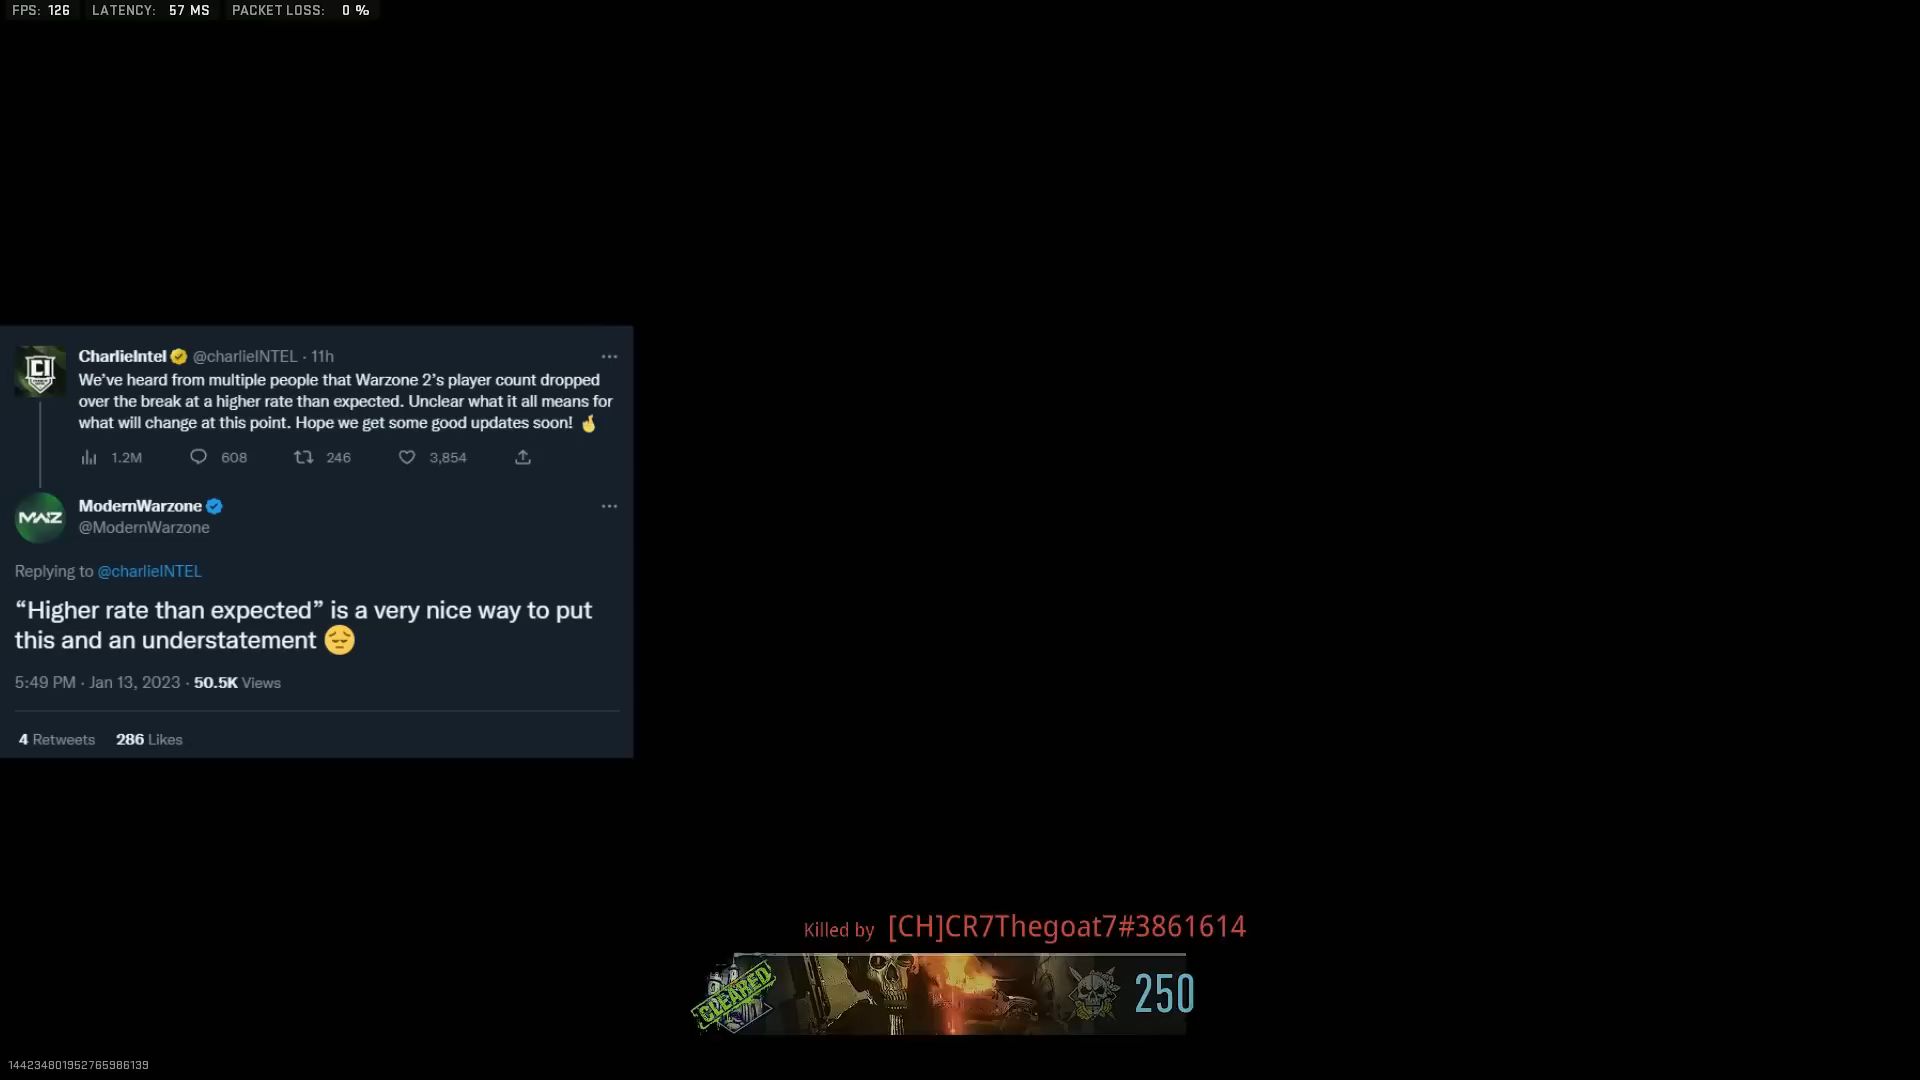 FPS: 126 LATENCY: 57 MS PACKET LOSS: 0 %
CharlieIntel @charlieINTEL · 11h
We've heard from multiple people that Warzone 2's player count dropped
over the break at a higher rate than expected. Unclear what it all means for
what will change at this point. Hope we get some good updates soon! 🤞
1.2M 608 246 3,854
ModernWarzone
@ModernWarzone
Replying to @charlieINTEL
“Higher rate than expected” is a very nice way to put
this and an understatement 😔
5:49 PM · Jan 13, 2023 · 50.5K Views
4 Retweets 286 Likes
Killed by [CH]CR7Thegoat7#3861614
CLEARED
250
144234801952765986139